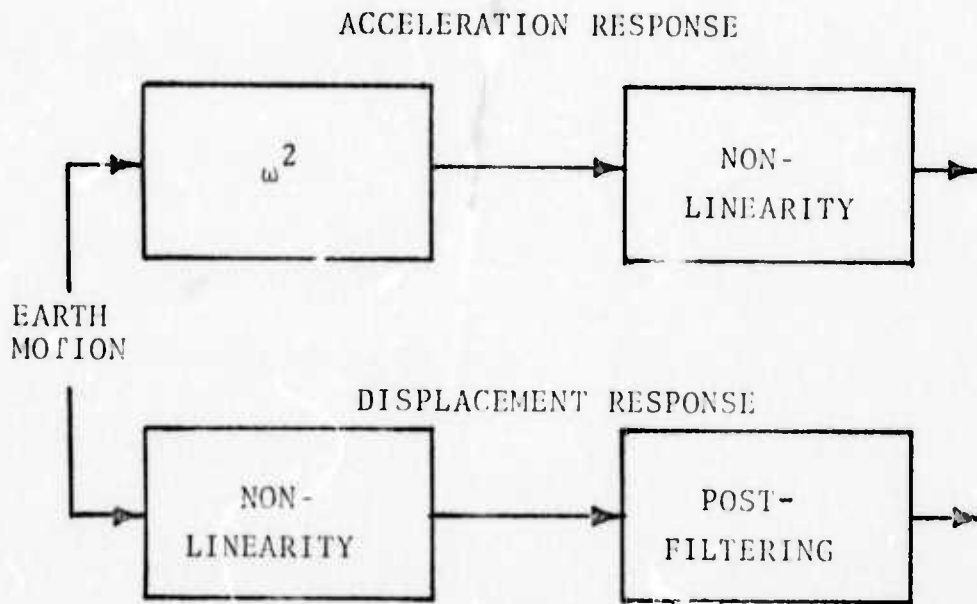 ACCELERATION RESPONSE
ω²
NON-
LINEARITY
EARTH
MOTION
DISPLACEMENT RESPONSE
NON-
LINEARITY
POST-
FILTERING